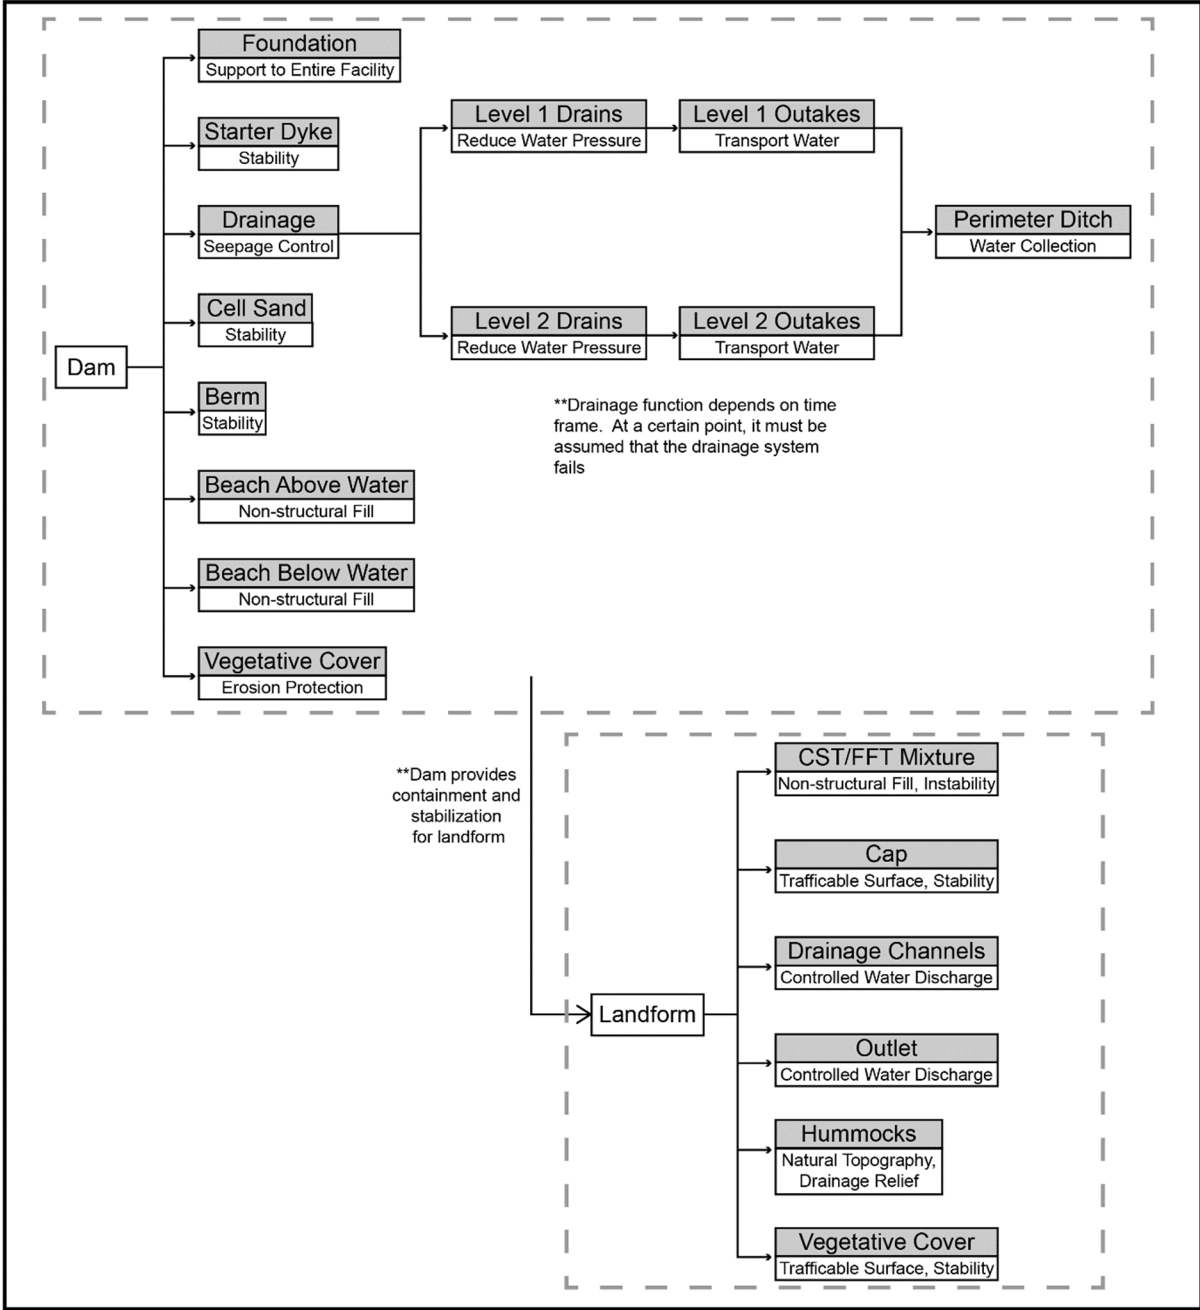 Foundation
Support to Entire Facility
Starter Dyke
Stability
Drainage
Seepage Control
Cell Sand
Stability
Dam
Berm
Stability
Beach Above Water
Non-structural Fill
Beach Below Water
Non-structural Fill
Vegetative Cover
Erosion Protection
Level 1 Drains
Reduce Water Pressure
Level 1 Outakes
Transport Water
Level 2 Drains
Reduce Water Pressure
Level 2 Outakes
Transport Water
Perimeter Ditch
Water Collection
**Drainage function depends on time
frame. At a certain point, it must be
assumed that the drainage system
fails
**Dam provides
containment and
stabilization
for landform
Landform
CST/FFT Mixture
Non-structural Fill, Instability
Cap
Trafficable Surface, Stability
Drainage Channels
Controlled Water Discharge
Outlet
Controlled Water Discharge
Hummocks
Natural Topography,
Drainage Relief
Vegetative Cover
Trafficable Surface, Stability